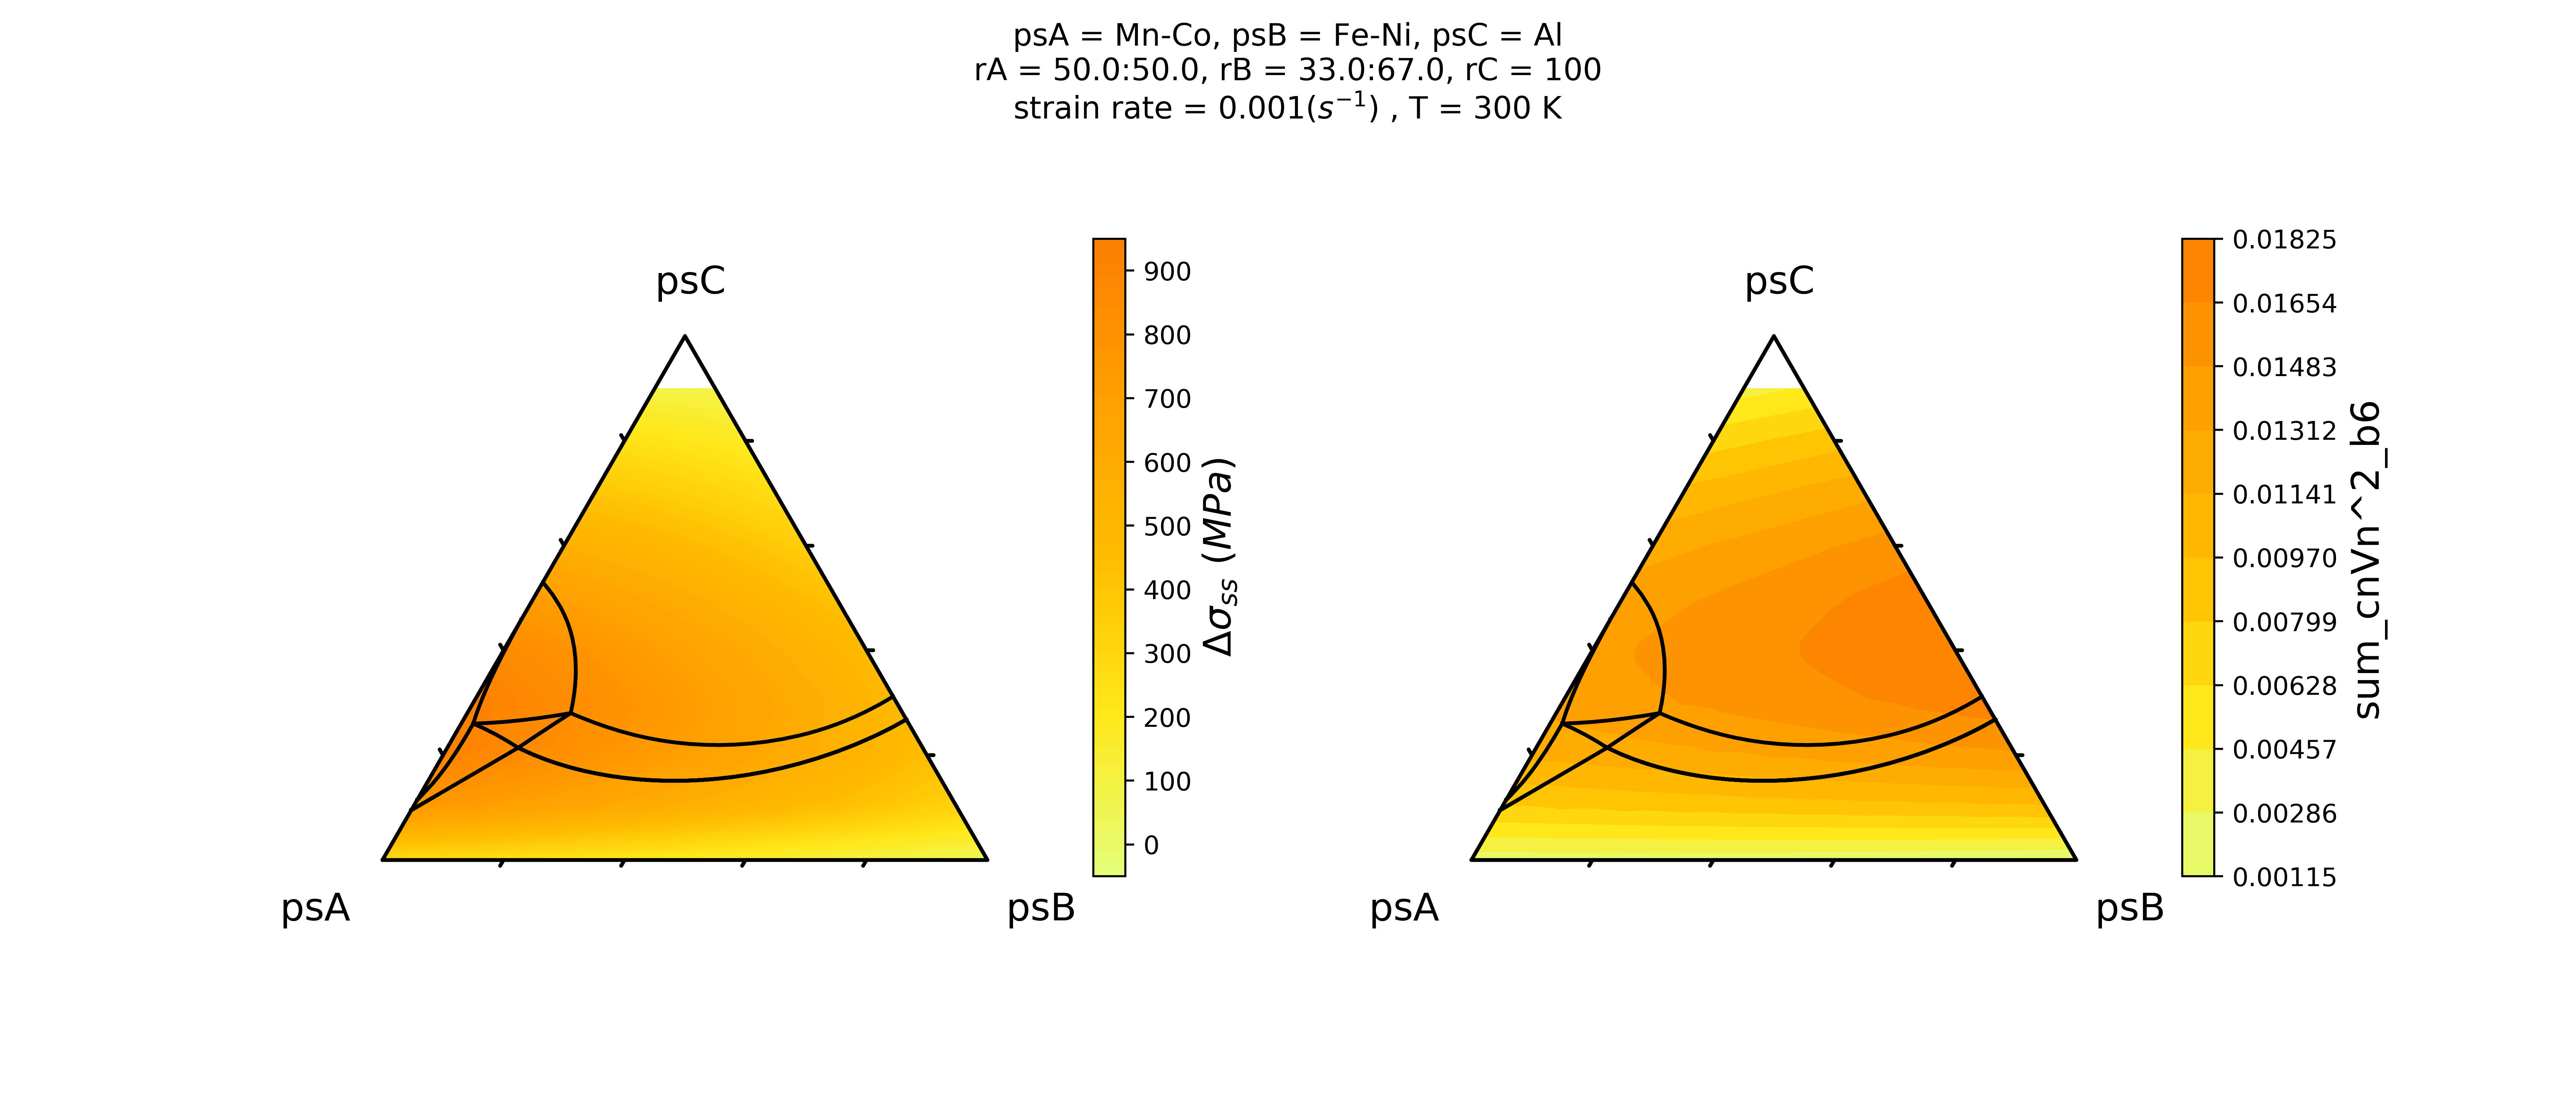 psA = Mn-Co, psB = Fe-Ni, psC = Al
rA = 50.0:50.0, rB = 33.0:67.0, rC = 100
strain rate = 0.001(s⁻¹) , T = 300 K
psC
psA
psB
900
800
700
600
500
400
300
200
100
0
Δσss (MPa)
psC
psA
psB
0.01825
0.01654
0.01483
0.01312
0.01141
0.00970
0.00799
0.00628
0.00457
0.00286
0.00115
sum_cnVn^2_b6